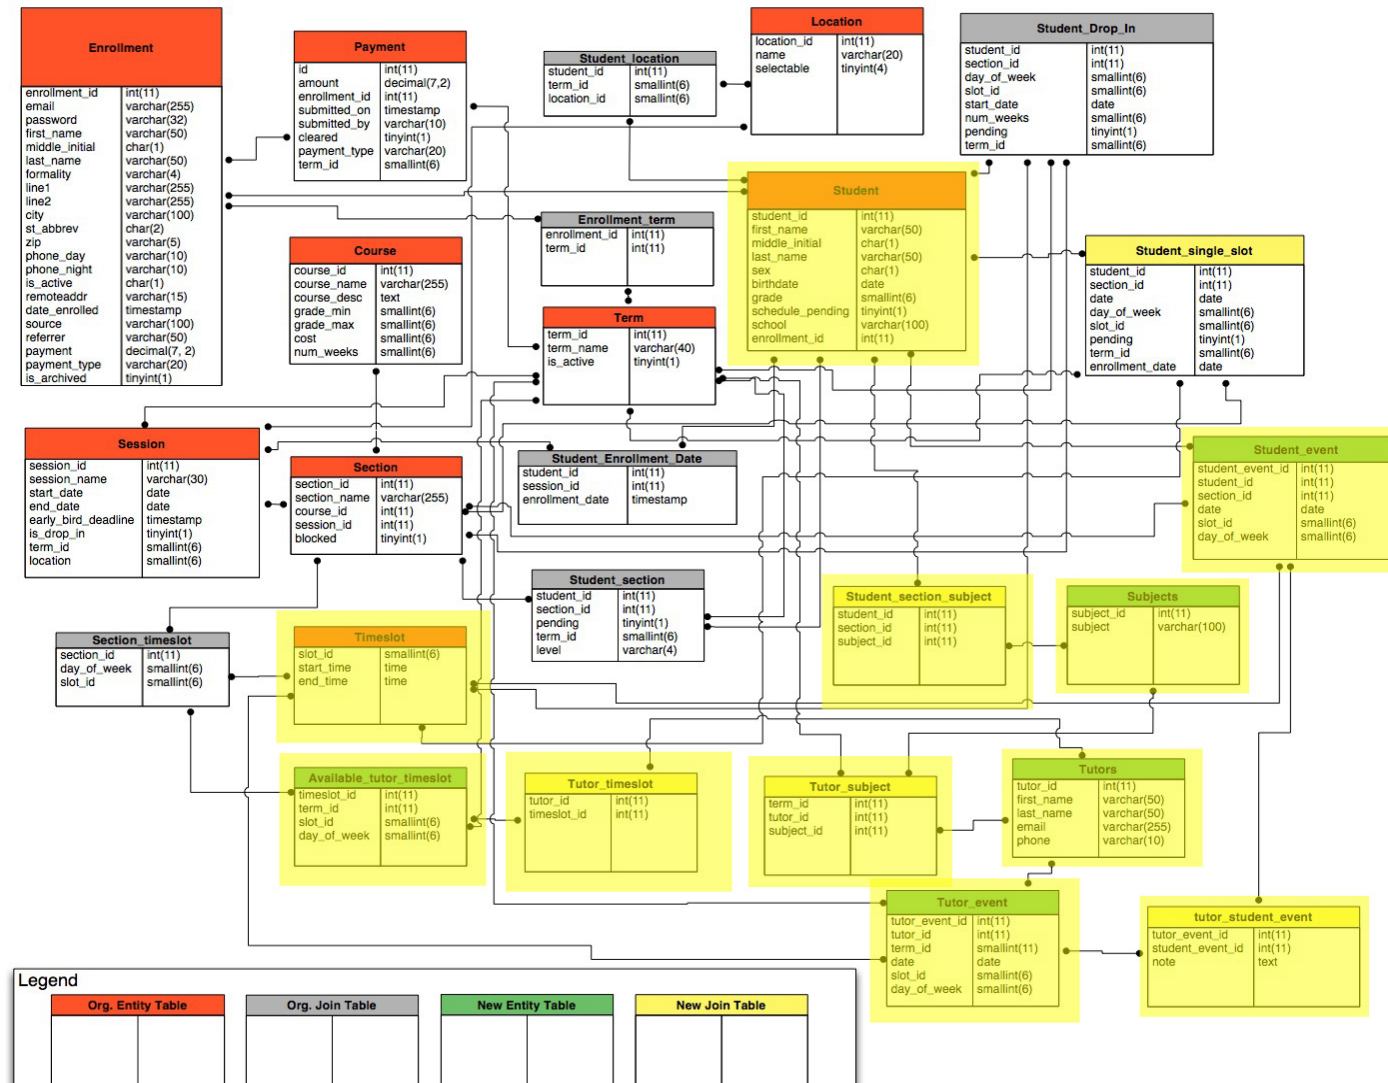 Enrollment
enrollment_id int(11)
email varchar(255)
password varchar(32)
first_name varchar(50)
middle_initial char(1)
last_name varchar(50)
formality varchar(4)
line1 varchar(255)
line2 varchar(255)
city varchar(100)
st_abbrev char(2)
zip varchar(5)
phone_day varchar(10)
phone_night varchar(10)
is_active char(1)
remoteaddr varchar(15)
date_enrolled timestamp
source varchar(100)
referrer varchar(50)
payment decimal(7, 2)
payment_type varchar(20)
is_archived tinyint(1)
Payment
id int(11)
amount decimal(7,2)
enrollment_id int(11)
submitted_on timestamp
submitted_by varchar(10)
cleared tinyint(1)
payment_type varchar(20)
term_id smallint(6)
Student_location
student_id int(11)
term_id smallint(6)
location_id smallint(6)
Location
location_id int(11)
name varchar(20)
selectable tinyint(4)
Student_Drop_In
student_id int(11)
section_id int(11)
day_of_week smallint(6)
slot_id smallint(6)
start_date date
num_weeks smallint(6)
pending tinyint(1)
term_id smallint(6)
Course
course_id int(11)
course_name varchar(255)
course_desc text
grade_min smallint(6)
grade_max smallint(6)
cost smallint(6)
num_weeks smallint(6)
Enrollment_term
enrollment_id int(11)
term_id int(11)
Student
student_id int(11)
first_name varchar(50)
middle_initial char(1)
last_name varchar(50)
sex char(1)
birthdate date
grade smallint(6)
schedule_pending tinyint(1)
school varchar(100)
enrollment_id int(11)
Student_single_slot
student_id int(11)
section_id int(11)
date date
day_of_week smallint(6)
slot_id smallint(6)
pending tinyint(1)
term_id smallint(6)
enrollment_date date
Term
term_id int(11)
term_name varchar(40)
is_active tinyint(1)
Session
session_id int(11)
session_name varchar(30)
start_date date
end_date date
early_bird_deadline timestamp
is_drop_in tinyint(1)
term_id smallint(6)
location smallint(6)
Section
section_id int(11)
section_name varchar(255)
course_id int(11)
session_id int(11)
blocked tinyint(1)
Student_Enrollment_Date
student_id int(11)
session_id int(11)
enrollment_date timestamp
Student_event
student_event_id int(11)
student_id int(11)
section_id int(11)
date date
slot_id smallint(6)
day_of_week smallint(6)
Student_section
student_id int(11)
section_id int(11)
pending tinyint(1)
term_id smallint(6)
level varchar(4)
Student_section_subject
student_id int(11)
section_id int(11)
subject_id int(11)
Subjects
subject_id int(11)
subject varchar(100)
Section_timeslot
section_id int(11)
day_of_week smallint(6)
slot_id smallint(6)
Timeslot
slot_id smallint(6)
start_time time
end_time time
Available_tutor_timeslot
timeslot_id int(11)
term_id int(11)
slot_id smallint(6)
day_of_week smallint(6)
Tutor_timeslot
tutor_id int(11)
timeslot_id int(11)
Tutor_subject
term_id int(11)
tutor_id int(11)
subject_id int(11)
Tutors
tutor_id int(11)
first_name varchar(50)
last_name varchar(50)
email varchar(255)
phone varchar(10)
Tutor_event
tutor_event_id int(11)
tutor_id int(11)
term_id smallint(11)
date date
slot_id smallint(6)
day_of_week smallint(6)
tutor_student_event
tutor_event_id int(11)
student_event_id int(11)
note text
Legend
Org. Entity Table
Org. Join Table
New Entity Table
New Join Table